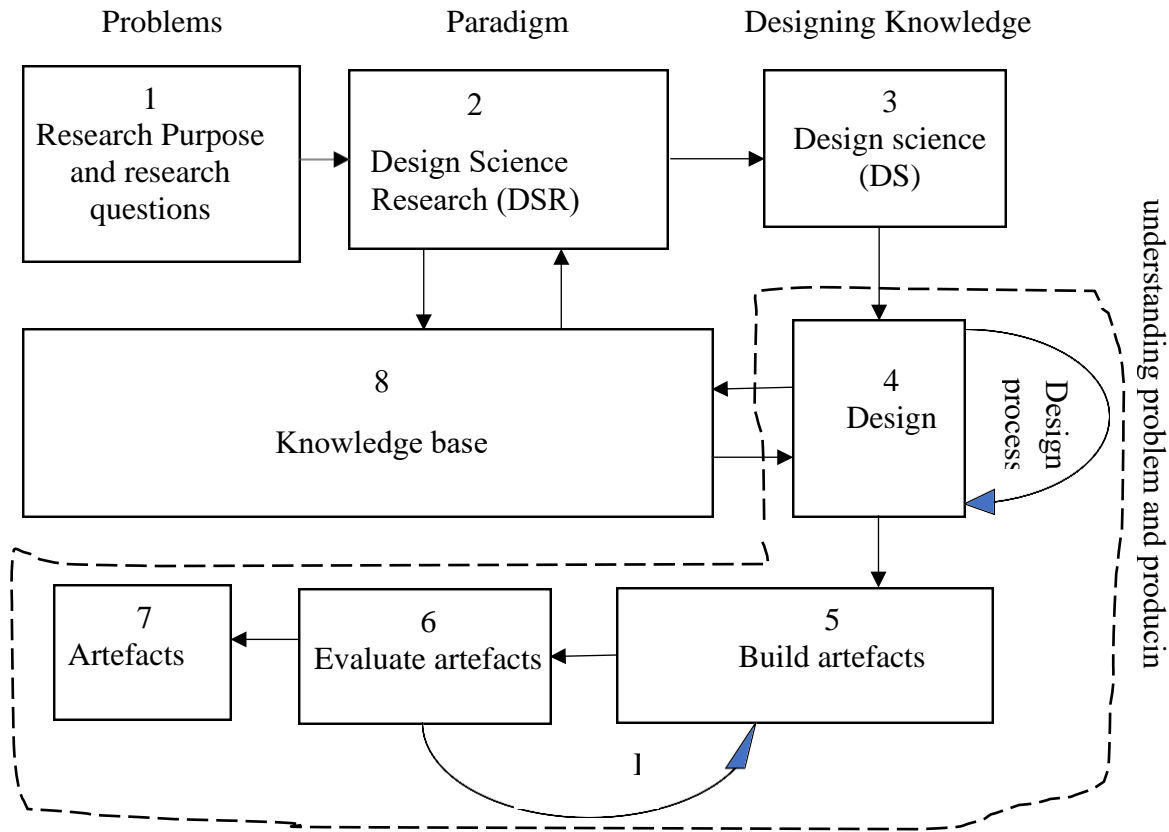 Problems
Paradigm
Designing Knowledge
1
Research Purpose
and research
questions
2
Design Science
Research (DSR)
3
Design science
(DS)
8
Knowledge base
4
Design
Design
process
understanding problem and producin
7
Artefacts
6
Evaluate artefacts
5
Build artefacts